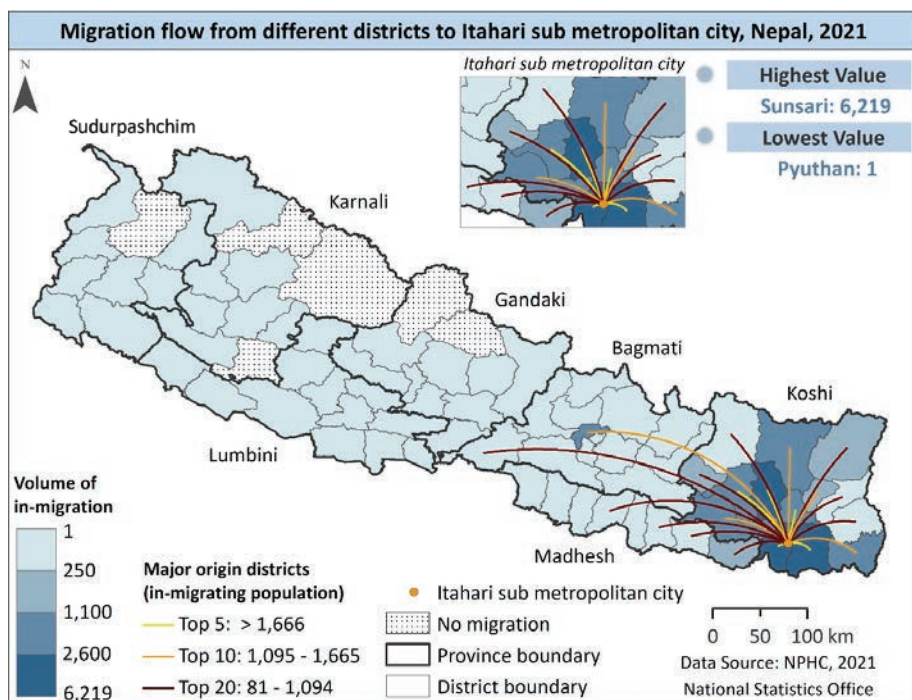 Migration flow from different districts to Itahari sub metropolitan city, Nepal, 2021
N
Itahari sub metropolitan city
Highest Value
Sunsari: 6,219
Lowest Value
Pyuthan: 1
Sudurpashchim
Karnali
Gandaki
Bagmati
Koshi
Lumbini
Madhesh
Volume of
in-migration
1
250
1,100
2,600
6,219
Major origin districts
(in-migrating population)
Top 5: > 1,666
Top 10: 1,095 - 1,665
Top 20: 81 - 1,094
Itahari sub metropolitan city
No migration
Province boundary
District boundary
0 50 100 km
Data Source: NPHC, 2021
National Statistics Office